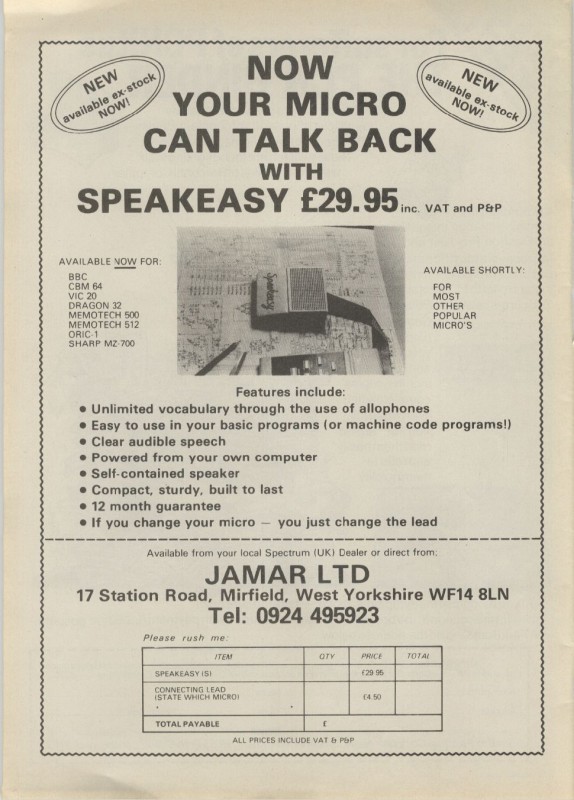 NEW
available ex-stock
NOW!
NOW
YOUR MICRO
CAN TALK BACK
WITH
SPEAKEASY £29.95 inc. VAT and P&P
NEW
available ex-stock
NOW!
AVAILABLE NOW FOR:
BBC
CBM 64
VIC 20
DRAGON 32
MEMOTECH 500
MEMOTECH 512
ORIC-1
SHARP MZ-700
Speakeasy
AVAILABLE SHORTLY:
FOR
MOST
OTHER
POPULAR
MICRO'S
Features include:
● Unlimited vocabulary through the use of allophones
● Easy to use in your basic programs (or machine code programs!)
● Clear audible speech
● Powered from your own computer
● Self-contained speaker
● Compact, sturdy, built to last
● 12 month guarantee
● If you change your micro — you just change the lead
Available from your local Spectrum (UK) Dealer or direct from:
JAMAR LTD
17 Station Road, Mirfield, West Yorkshire WF14 8LN
Tel: 0924 495923
Please rush me:
ITEM QTY PRICE TOTAL
SPEAKEASY (S) £29.95
CONNECTING LEAD
(STATE WHICH MICRO) £4.50
TOTAL PAYABLE £
ALL PRICES INCLUDE VAT & P&P